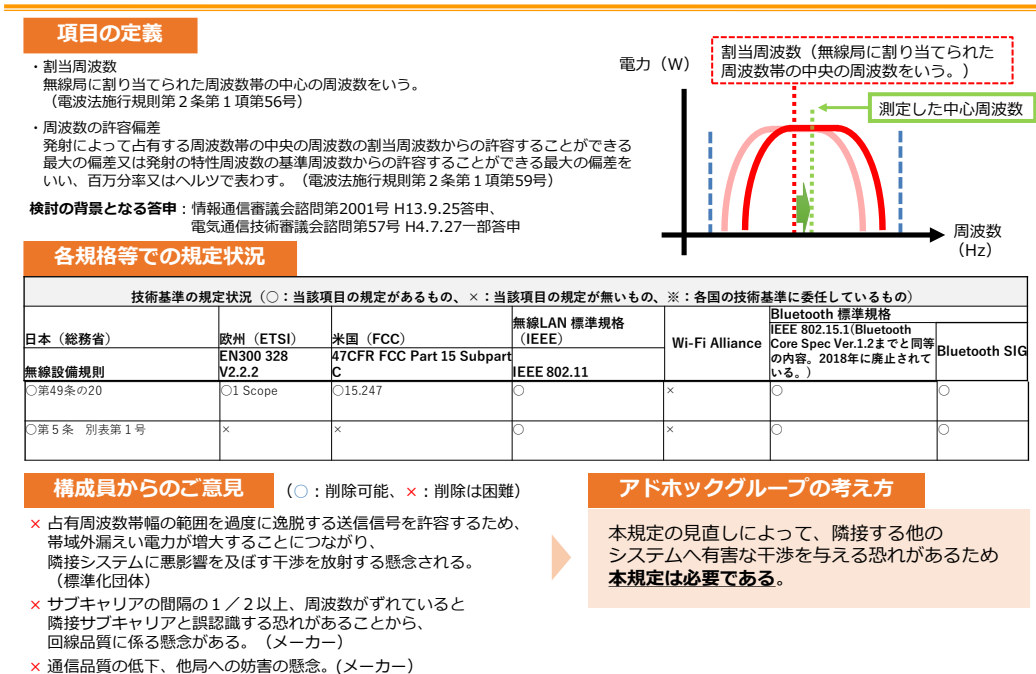 項目の定義
・割当周波数
無線局に割り当てられた周波数帯の中心の周波数をいう。
（電波法施行規則第２条第１項第56号）
・周波数の許容偏差
発射によって占有する周波数帯の中央の周波数の割当周波数からの許容することができる
最大の偏差又は発射の特性周波数の基準周波数からの許容することができる最大の偏差を
いい、百万分率又はヘルツで表わす。（電波法施行規則第２条第１項第59号）
検討の背景となる答申：情報通信審議会諮問第2001号 H13.9.25答申、
電気通信技術審議会諮問第57号 H4.7.27一部答申
電力（W）
割当周波数（無線局に割り当てられた
周波数帯の中央の周波数をいう。）
測定した中心周波数
周波数
（Hz）
各規格等での規定状況
技術基準の規定状況（○：当該項目の規定があるもの、×：当該項目の規定が無いもの、※：各国の技術基準に委任しているもの）
日本（総務省）
欧州（ETSI）
米国（FCC）
無線LAN 標準規格
（IEEE）
Wi-Fi Alliance
Bluetooth 標準規格
無線設備規則
EN300 328
V2.2.2
47CFR FCC Part 15 Subpart
C
IEEE 802.11
IEEE 802.15.1(Bluetooth
Core Spec Ver.1.2までと同等
の内容。2018年に廃止されて
いる。）
Bluetooth SIG
○第49条の20
○1 Scope
○15.247
○
×
○
○
○第５条　別表第１号
×
×
○
×
○
○
構成員からのご意見
（○：削除可能、×：削除は困難）
× 占有周波数帯幅の範囲を過度に逸脱する送信信号を許容するため、
帯域外漏えい電力が増大することにつながり、
隣接システムに悪影響を及ぼす干渉を放射する懸念される。
（標準化団体）
× サブキャリアの間隔の１／２以上、周波数がずれていると
隣接サブキャリアと誤認識する恐れがあることから、
回線品質に係る懸念がある。（メーカー）
× 通信品質の低下、他局への妨害の懸念。(メーカー）
アドホックグループの考え方
本規定の見直しによって、隣接する他の
システムへ有害な干渉を与える恐れがあるため
本規定は必要である。